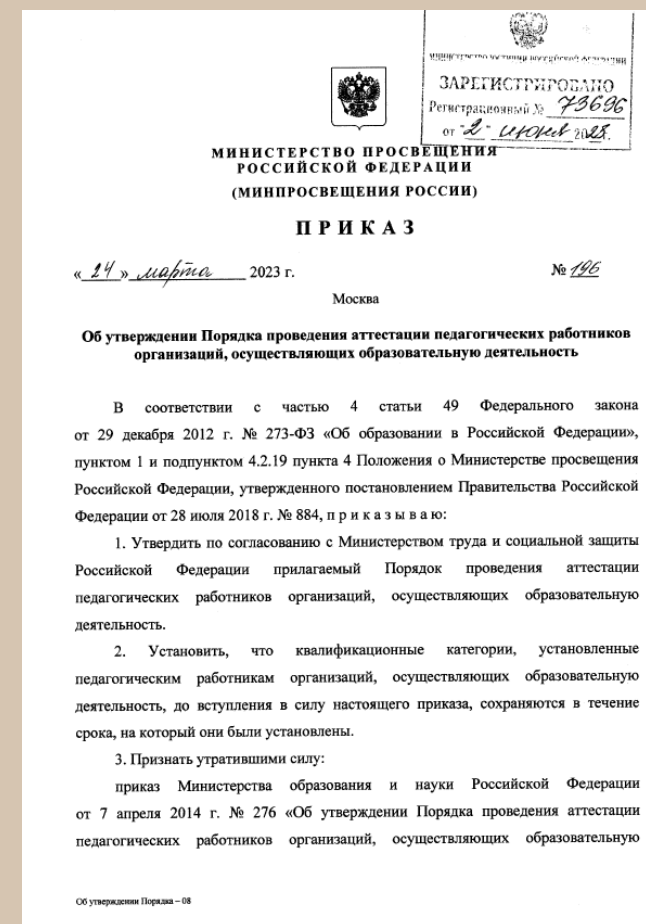 МИНИСТЕРСТВО ЮСТИЦИИ РОССИЙСКОЙ ФЕДЕРАЦИИ
ЗАРЕГИСТРИРОВАНО
Регистрационный № 73696
от "2" июня 2023.
МИНИСТЕРСТВО ПРОСВЕЩЕНИЯ
РОССИЙСКОЙ ФЕДЕРАЦИИ
(МИНПРОСВЕЩЕНИЯ РОССИИ)
П Р И К А З
« 24 » марта 2023 г. № 196
Москва
Об утверждении Порядка проведения аттестации педагогических работников
организаций, осуществляющих образовательную деятельность
В соответствии с частью 4 статьи 49 Федерального закона
от 29 декабря 2012 г. № 273-ФЗ «Об образовании в Российской Федерации»,
пунктом 1 и подпунктом 4.2.19 пункта 4 Положения о Министерстве просвещения
Российской Федерации, утвержденного постановлением Правительства Российской
Федерации от 28 июля 2018 г. № 884, п р и к а з ы в а ю:
1. Утвердить по согласованию с Министерством труда и социальной защиты
Российской Федерации прилагаемый Порядок проведения аттестации
педагогических работников организаций, осуществляющих образовательную
деятельность.
2. Установить, что квалификационные категории, установленные
педагогическим работникам организаций, осуществляющих образовательную
деятельность, до вступления в силу настоящего приказа, сохраняются в течение
срока, на который они были установлены.
3. Признать утратившими силу:
приказ Министерства образования и науки Российской Федерации
от 7 апреля 2014 г. № 276 «Об утверждении Порядка проведения аттестации
педагогических работников организаций, осуществляющих образовательную
Об утверждении Порядка – 08